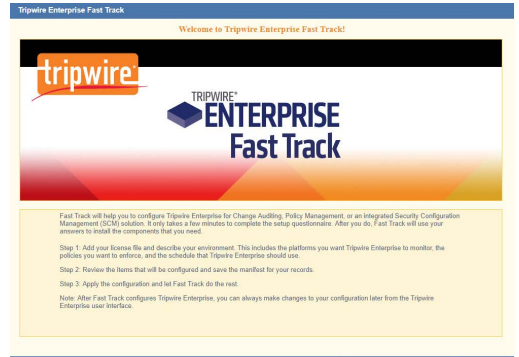 Tripwire Enterprise Fast Track
Welcome to Tripwire Enterprise Fast Track!
tripwire
TRIPWIRE®
ENTERPRISE
Fast Track
Fast Track will help you to configure Tripwire Enterprise for Change Auditing, Policy Management, or an integrated Security Configuration
Management (SCM) solution. It only takes a few minutes to complete the setup questionnaire. After you do, Fast Track will use your
answers to install the components that you need.
Step 1: Add your license file and describe your environment. This includes the platforms you want Tripwire Enterprise to monitor, the
policies you want to enforce, and the schedule that Tripwire Enterprise should use.
Step 2: Review the items that will be configured and save the manifest for your records.
Step 3: Apply the configuration and let Fast Track do the rest.
Note: After Fast Track configures Tripwire Enterprise, you can always make changes to your configuration later from the Tripwire
Enterprise user interface.